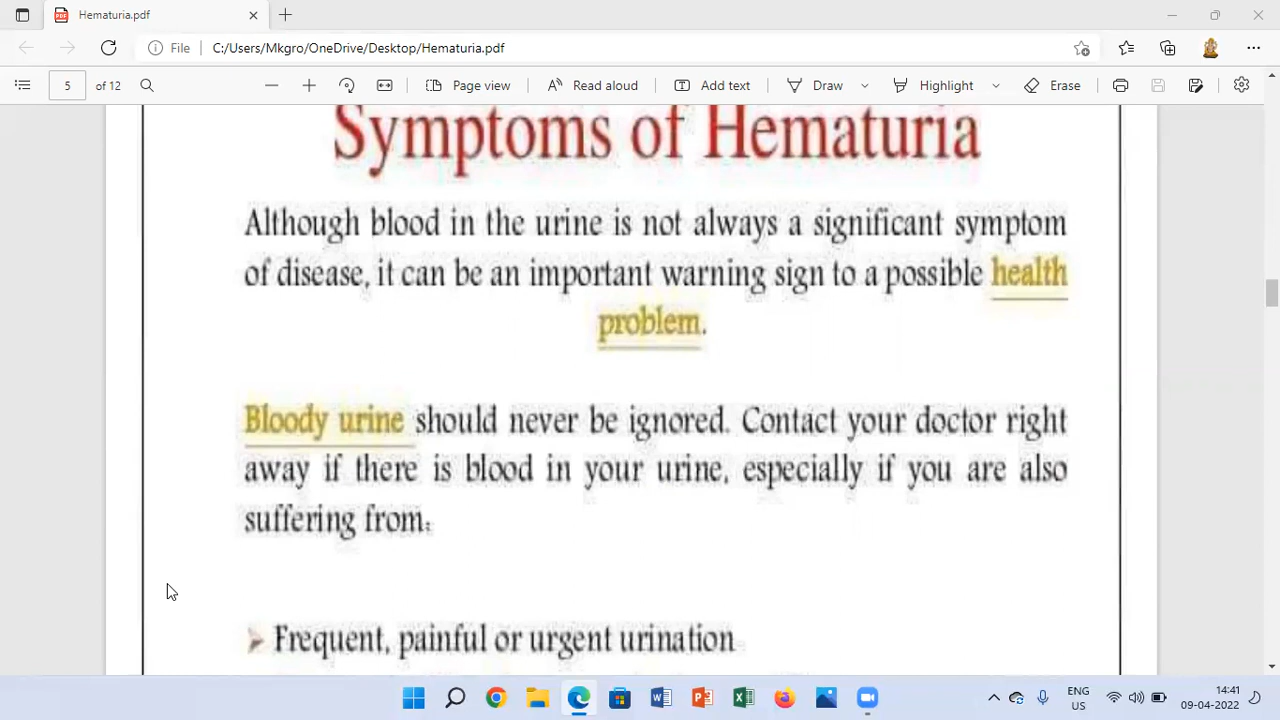 Hematuria.pdf
File C:/Users/Mkgro/OneDrive/Desktop/Hematuria.pdf
5 of 12 Page view Read aloud Add text Draw Highlight Erase
Symptoms of Hematuria
Although blood in the urine is not always a significant symptom
of disease, it can be an important warning sign to a possible health
problem.
Bloody urine should never be ignored. Contact your doctor right
away if there is blood in your urine, especially if you are also
suffering from:
➢ Frequent, painful or urgent urination
ENG 14:41
US 09-04-2022